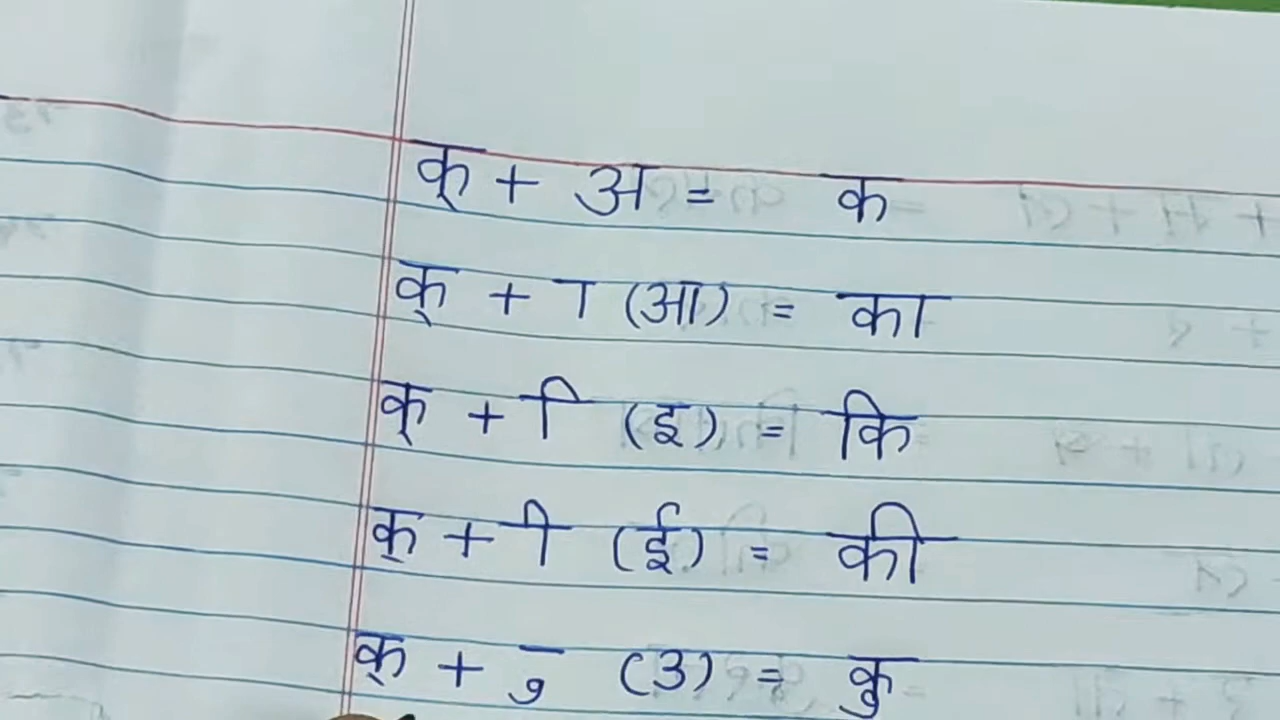 क् + अ = क
क् + ा (आ) = का
क् + ि (इ) = कि
क् + ी (ई) = की
क् + ु (उ) = कु